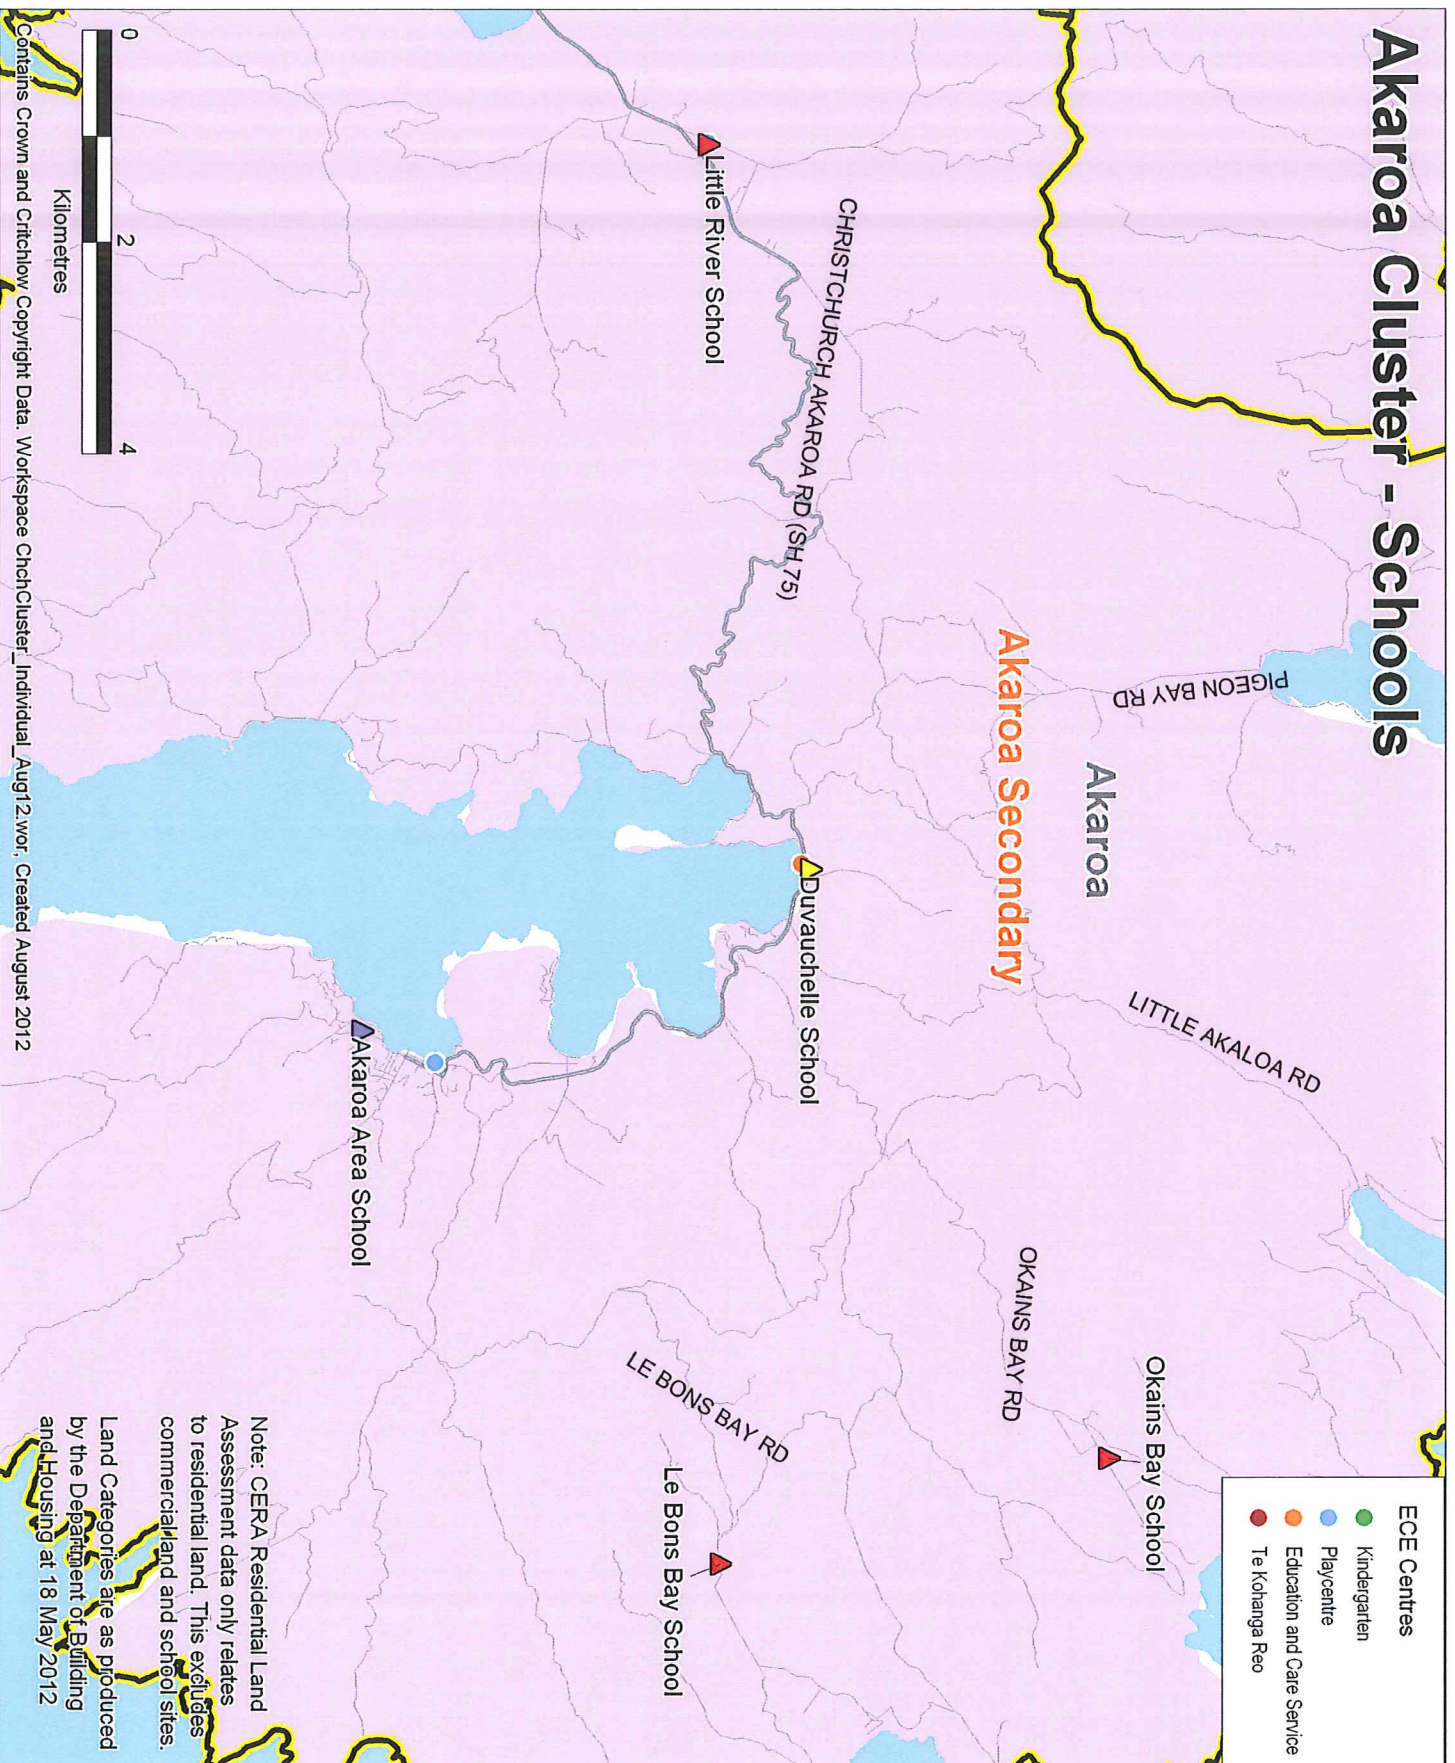 Akaroa Cluster - Schools
ECE Centres
Kindergarten
Playcentre
Education and Care Service
Te Kohanga Reo
PIGEON BAY RD
Akaroa
LITTLE AKALOA RD
Akaroa Secondary
Okains Bay School
OKAINS BAY RD
CHRISTCHURCH AKAROA RD (SH 75)
Duvauchelle School
Little River School
LE BONS BAY RD
Le Bons Bay School
Akaroa Area School
Note: CERA Residential Land
Assessment data only relates
to residential land. This excludes
commercial land and school sites.
Land Categories are as produced
by the Department of Building
and Housing at 18 May 2012
0 2 4
Kilometres
Contains Crown and Critchlow Copyright Data. Workspace ChchCluster_Individual_Aug12.wor, Created August 2012